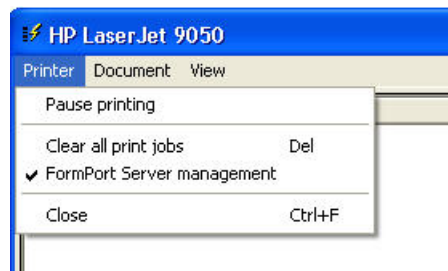 HP LaserJet 9050
Printer Document View
Pause printing
Clear all print jobs Del
FormPort Server management
Close Ctrl+F